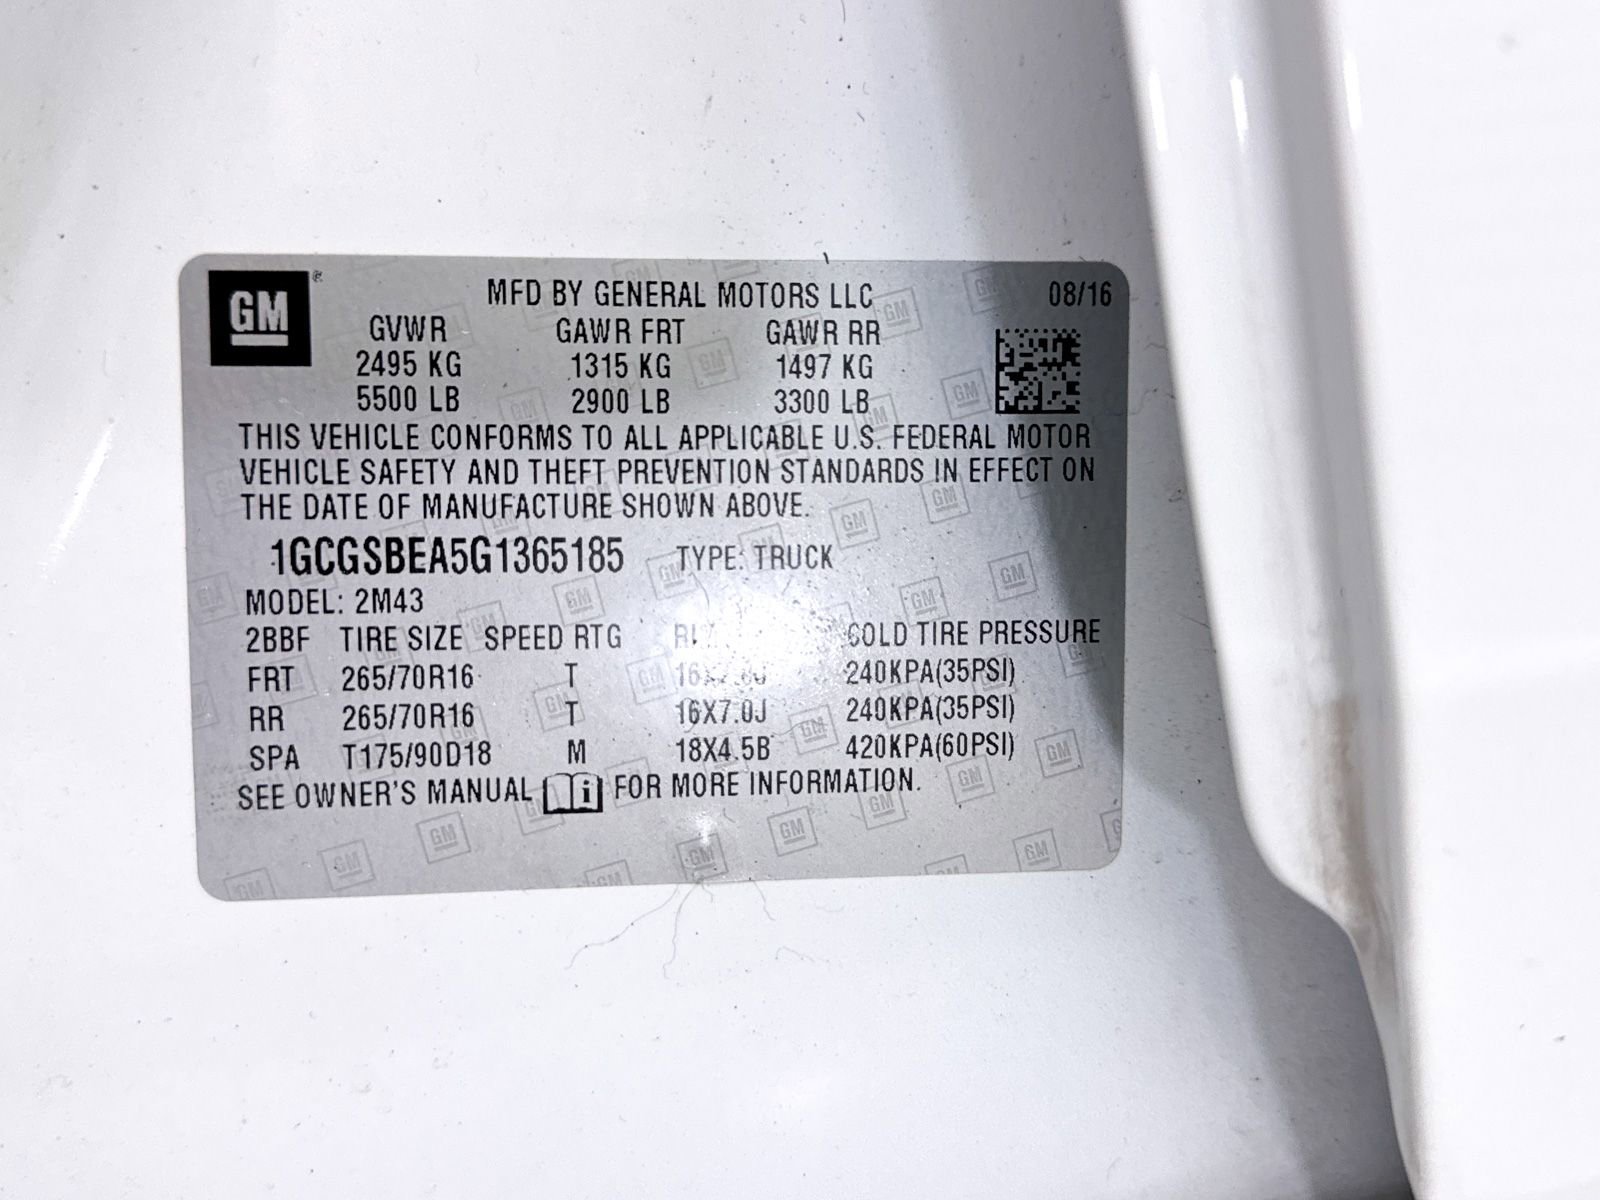 GM
MFD BY GENERAL MOTORS LLC 08/16
GVWR GAWR FRT GAWR RR
2495 KG 1315 KG 1497 KG
5500 LB 2900 LB 3300 LB
THIS VEHICLE CONFORMS TO ALL APPLICABLE U.S. FEDERAL MOTOR
VEHICLE SAFETY AND THEFT PREVENTION STANDARDS IN EFFECT ON
THE DATE OF MANUFACTURE SHOWN ABOVE.
1GCGSBEA5G1365185 TYPE: TRUCK
MODEL: 2M43
2BBF TIRE SIZE SPEED RTG COLD TIRE PRESSURE
FRT 265/70R16 T 240KPA(35PSI)
RR 265/70R16 T 16X7.0J 240KPA(35PSI)
SPA T175/90D18 M 18X4.5B 420KPA(60PSI)
SEE OWNER'S MANUAL i FOR MORE INFORMATION.